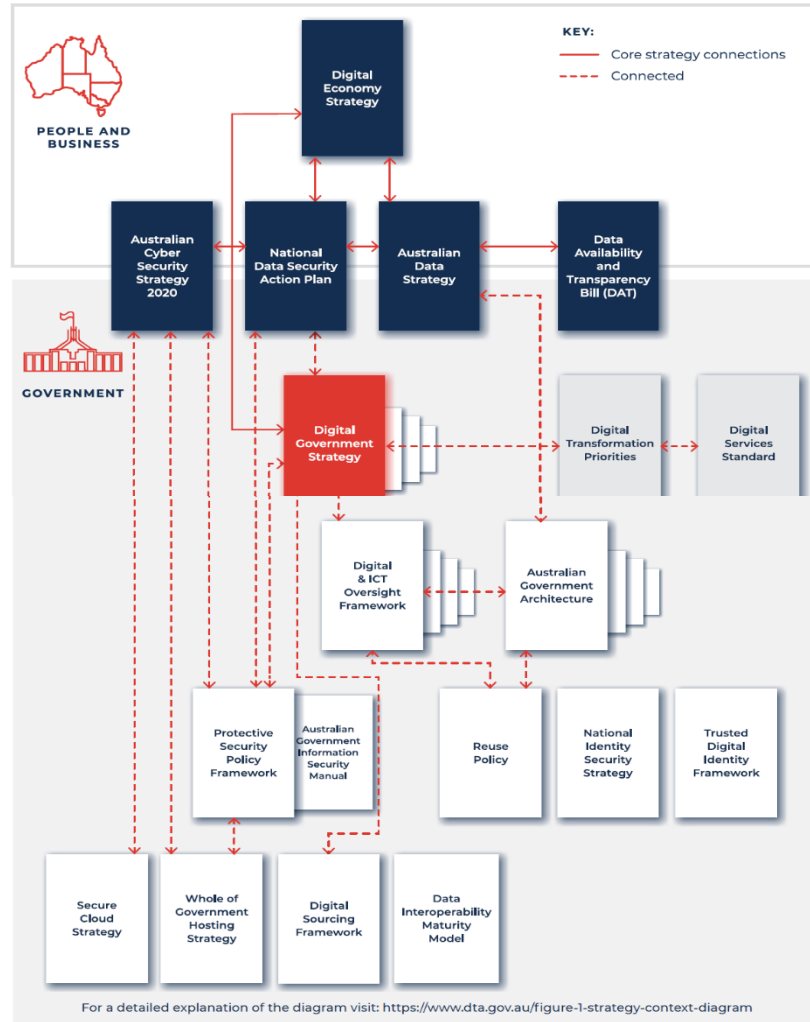 KEY:
Core strategy connections
Connected
PEOPLE AND
BUSINESS
Digital
Economy
Strategy
Australian
Cyber
Security
Strategy
2020
National
Data Security
Action Plan
Australian
Data
Strategy
Data
Availability
and
Transparency
Bill (DAT)
GOVERNMENT
Digital
Government
Strategy
Digital
Transformation
Priorities
Digital
Services
Standard
Digital
& ICT
Oversight
Framework
Australian
Government
Architecture
Protective
Security
Policy
Framework
Australian
Government
Information
Security
Manual
Reuse
Policy
National
Identity
Security
Strategy
Trusted
Digital
Identity
Framework
Secure
Cloud
Strategy
Whole of
Government
Hosting
Strategy
Digital
Sourcing
Framework
Data
Interoperability
Maturity
Model
For a detailed explanation of the diagram visit: https://www.dta.gov.au/figure-1-strategy-context-diagram